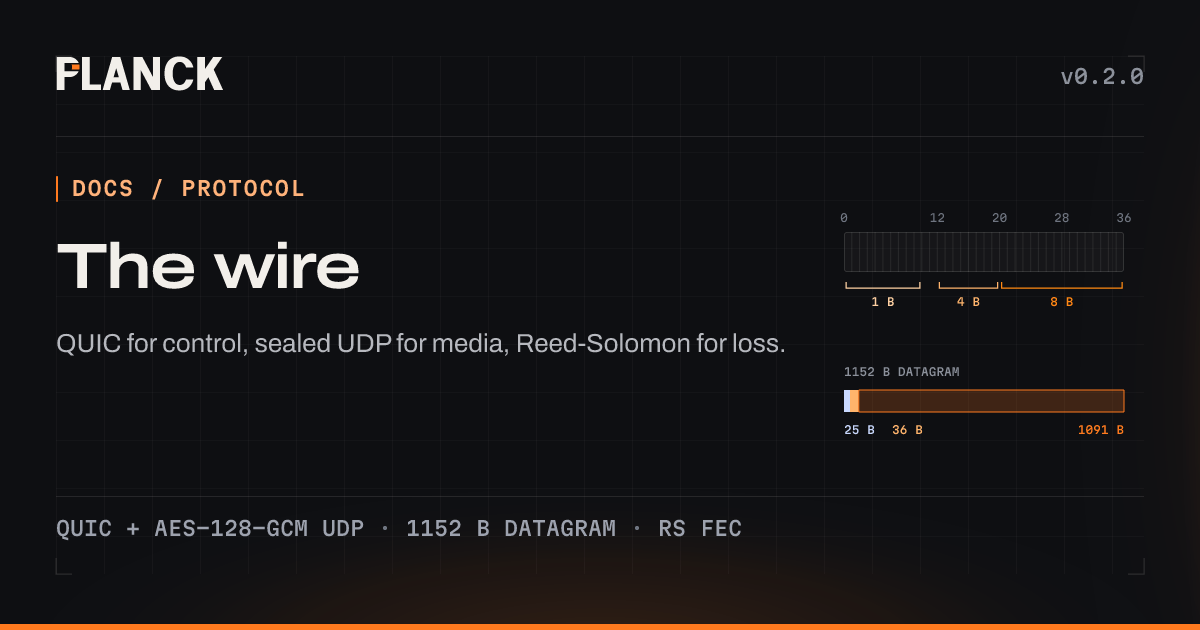 PLANCK
v0.2.0
DOCS / PROTOCOL
The wire
QUIC for control, sealed UDP for media, Reed-Solomon for loss.
0 12 20 28 36
1 B 4 B 8 B
1152 B DATAGRAM
25 B 36 B 1091 B
QUIC + AES-128-GCM UDP · 1152 B DATAGRAM · RS FEC